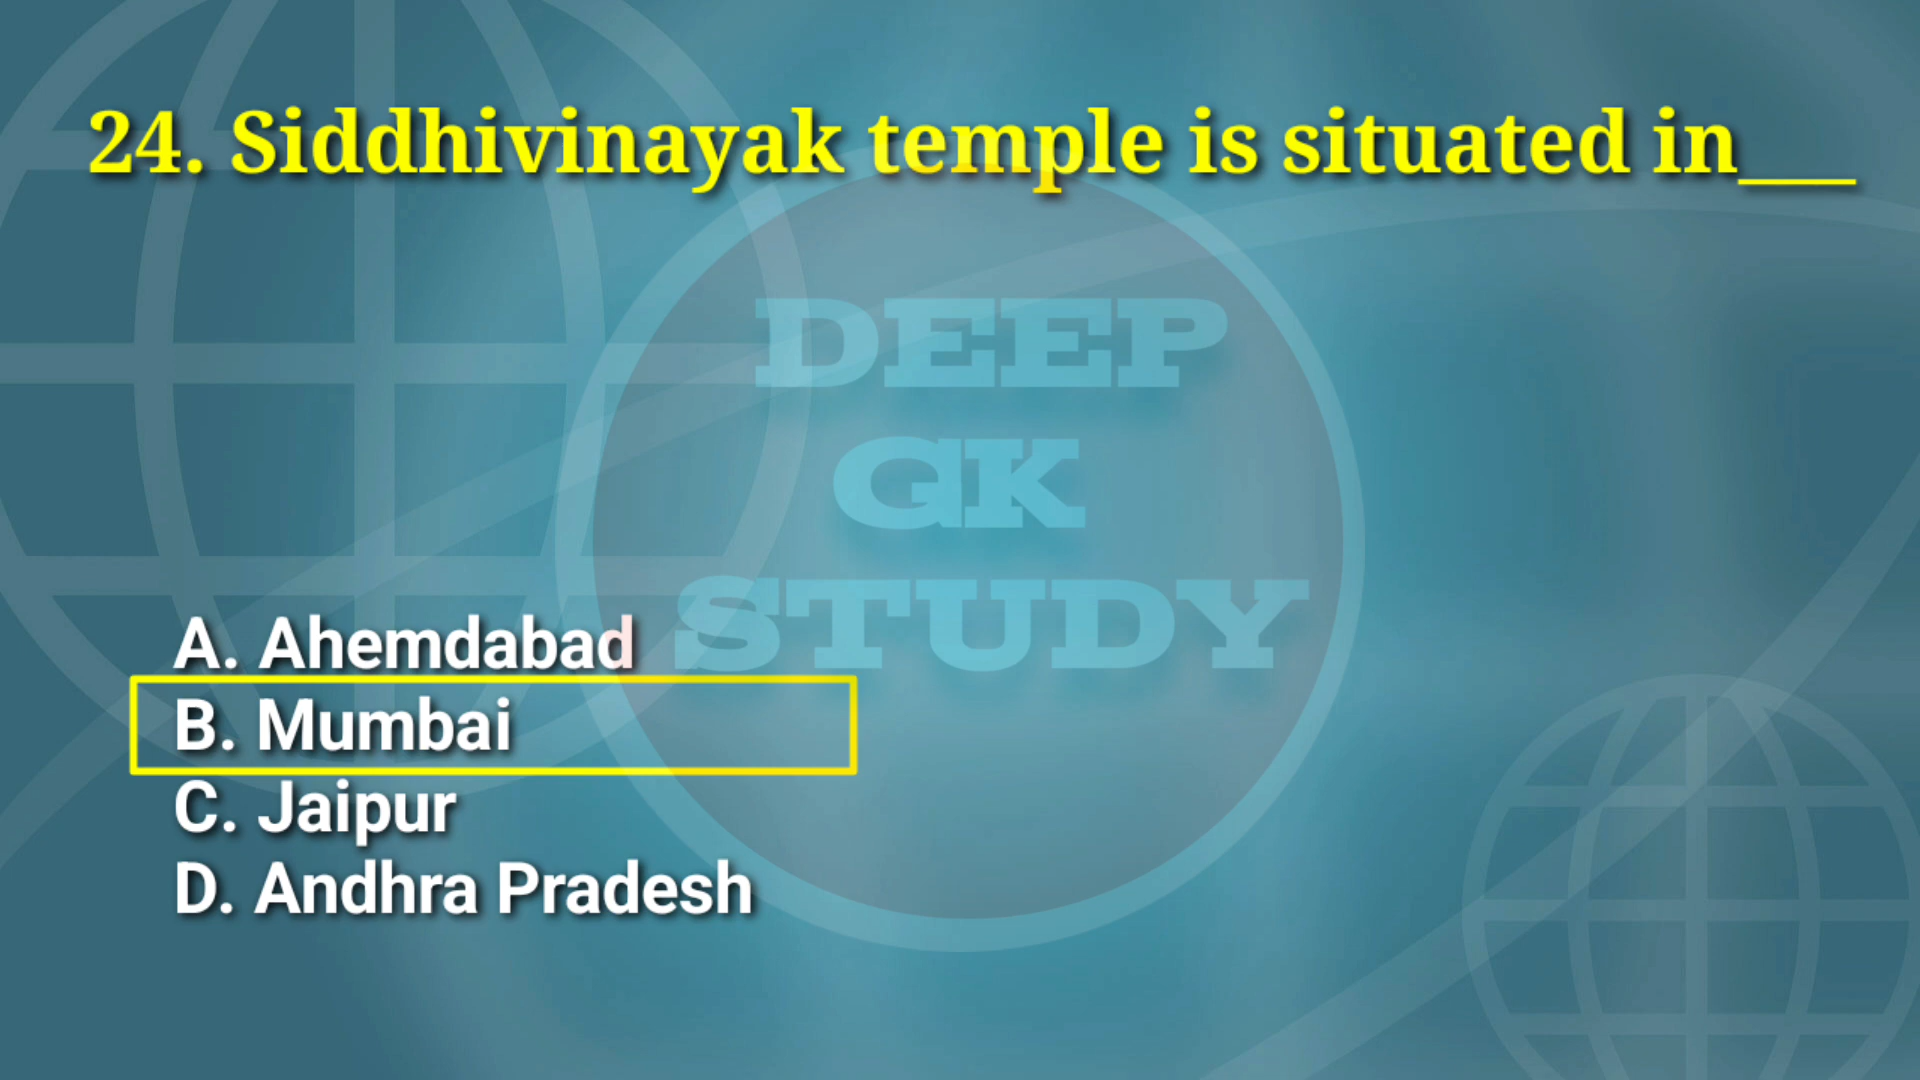 24. Siddhivinayak temple is situated in___
DEEP
GK
STUDY
A. Ahemdabad
B. Mumbai
C. Jaipur
D. Andhra Pradesh